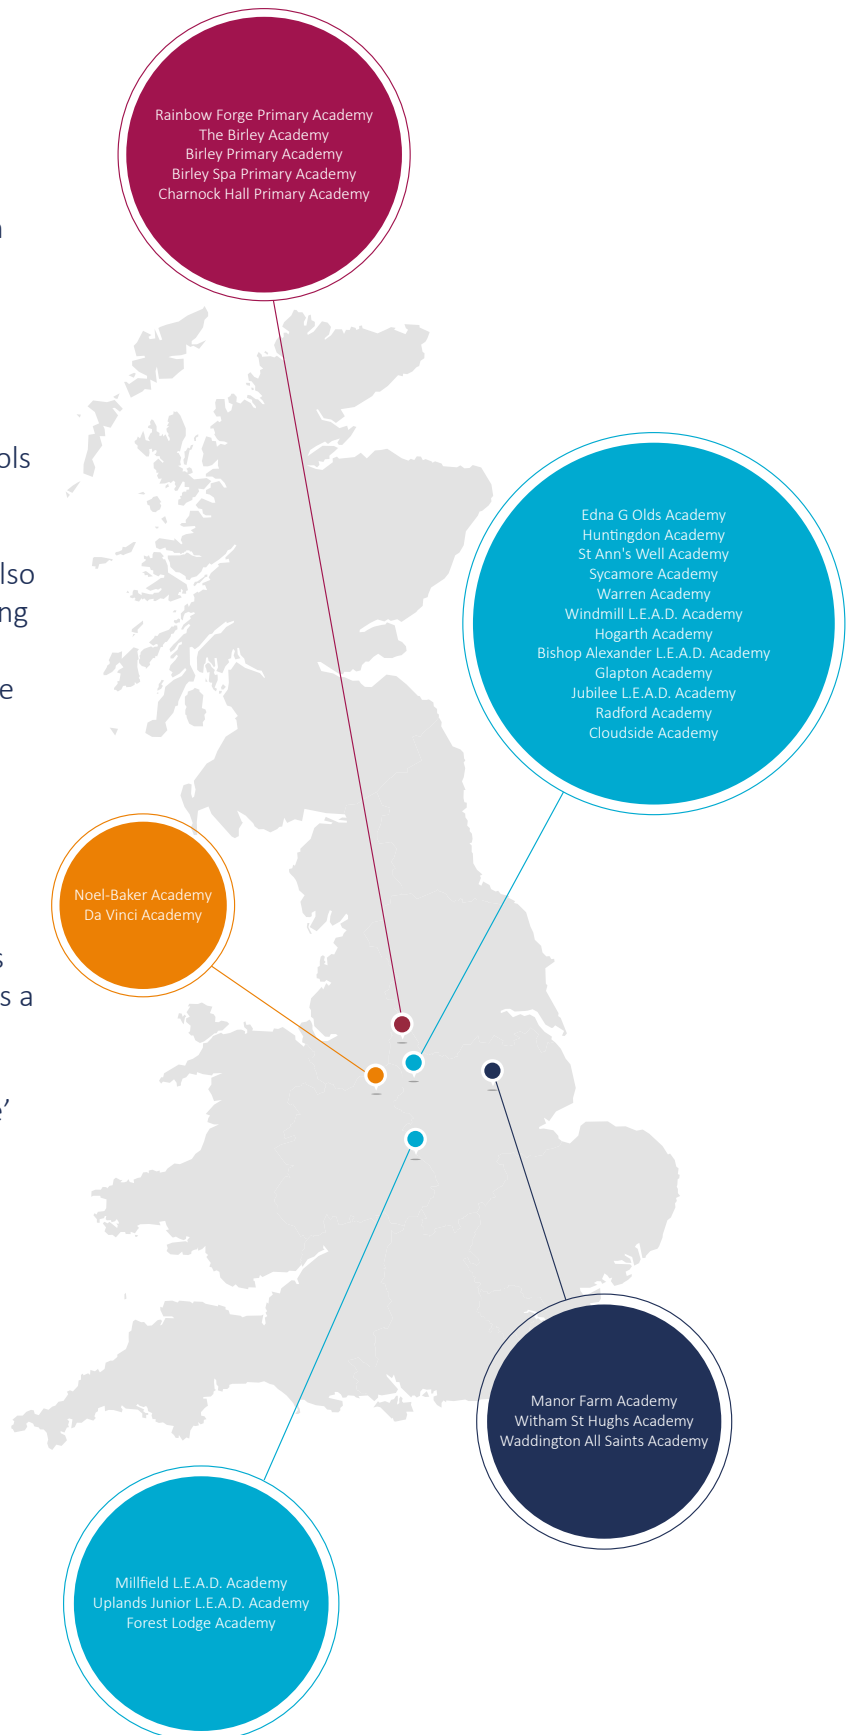 Rainbow Forge Primary Academy
The Birley Academy
Birley Primary Academy
Birley Spa Primary Academy
Charnock Hall Primary Academy
ols
lso
ng
e
s
s a
’
Edna G Olds Academy
Huntingdon Academy
St Ann's Well Academy
Sycamore Academy
Warren Academy
Windmill L.E.A.D. Academy
Hogarth Academy
Bishop Alexander L.E.A.D. Academy
Glapton Academy
Jubilee L.E.A.D. Academy
Radford Academy
Cloudside Academy
Noel-Baker Academy
Da Vinci Academy
Manor Farm Academy
Witham St Hughs Academy
Waddington All Saints Academy
Millfield L.E.A.D. Academy
Uplands Junior L.E.A.D. Academy
Forest Lodge Academy